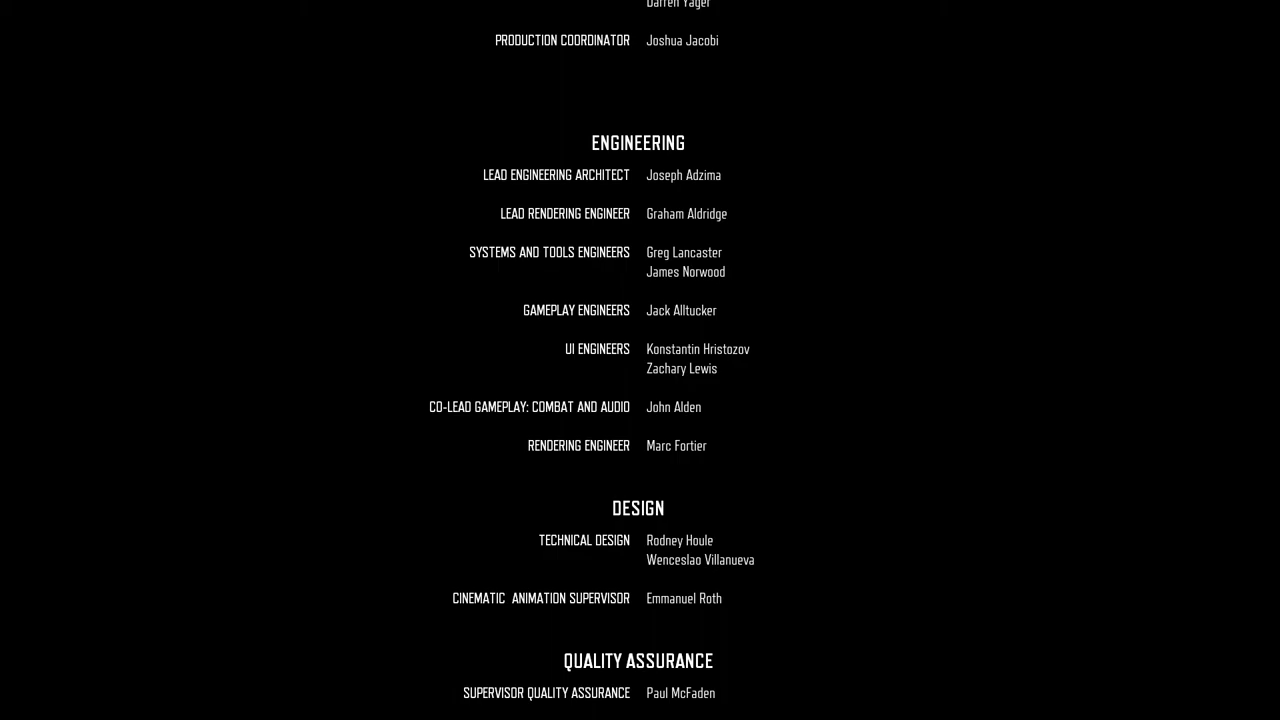 Darren Yager
PRODUCTION COORDINATOR Joshua Jacobi
ENGINEERING
LEAD ENGINEERING ARCHITECT Joseph Adzima
LEAD RENDERING ENGINEER Graham Aldridge
SYSTEMS AND TOOLS ENGINEERS Greg Lancaster
James Norwood
GAMEPLAY ENGINEERS Jack Alltucker
UI ENGINEERS Konstantin Hristozov
Zachary Lewis
CO-LEAD GAMEPLAY: COMBAT AND AUDIO John Alden
RENDERING ENGINEER Marc Fortier
DESIGN
TECHNICAL DESIGN Rodney Houle
Wenceslao Villanueva
CINEMATIC  ANIMATION SUPERVISOR Emmanuel Roth
QUALITY ASSURANCE
SUPERVISOR QUALITY ASSURANCE Paul McFaden